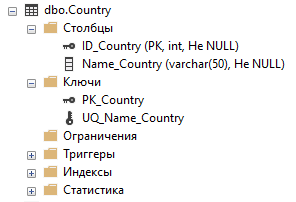 dbo.Country
Столбцы
ID_Country (PK, int, Не NULL)
Name_Country (varchar(50), Не NULL)
Ключи
PK_Country
UQ_Name_Country
Ограничения
Триггеры
Индексы
Статистика